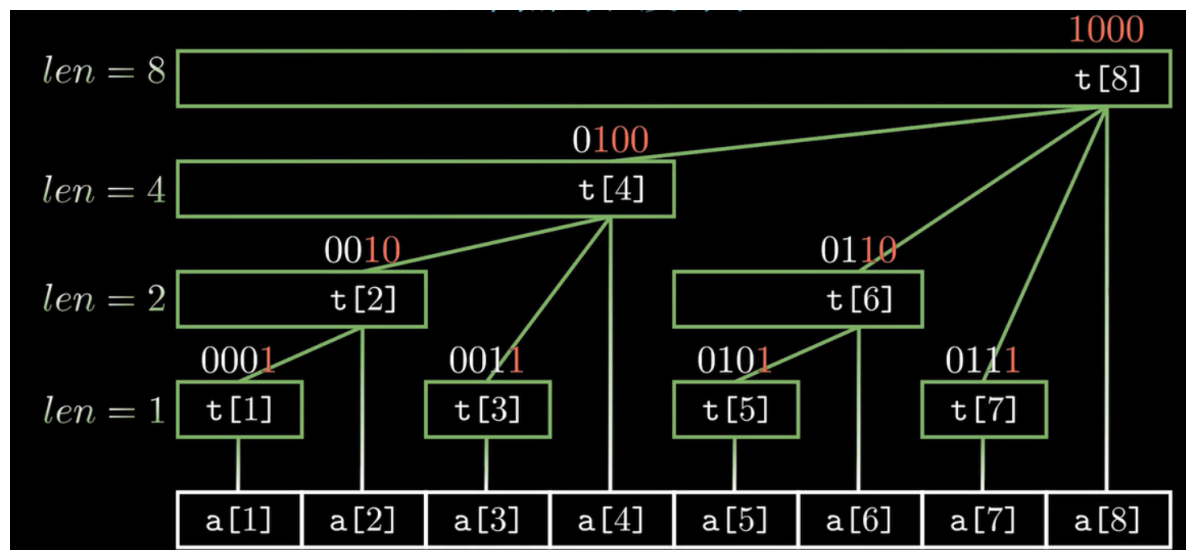 1000
len = 8 t[8]
0100
len = 4 t[4]
0010 0110
len = 2 t[2] t[6]
0001 0011 0101 0111
len = 1 t[1] t[3] t[5] t[7]
a[1] a[2] a[3] a[4] a[5] a[6] a[7] a[8]